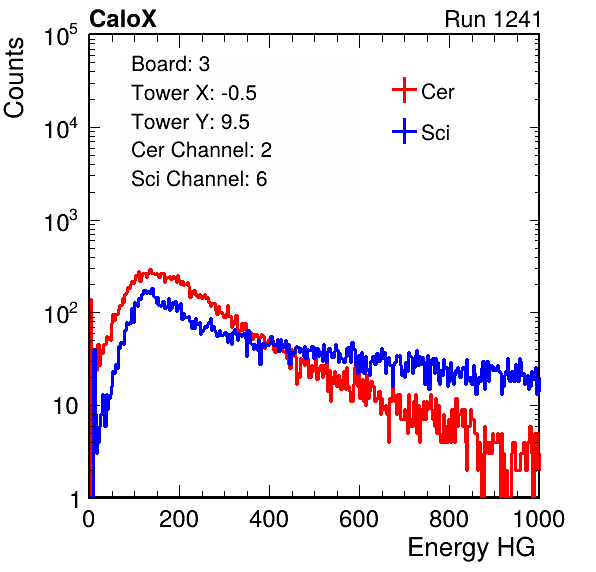 CaloX Run 1241
Counts
10^5
10^4
10^3
10^2
10
1
Board: 3
Tower X: -0.5
Tower Y: 9.5
Cer Channel: 2
Sci Channel: 6
Cer
Sci
0 200 400 600 800 1000
Energy HG